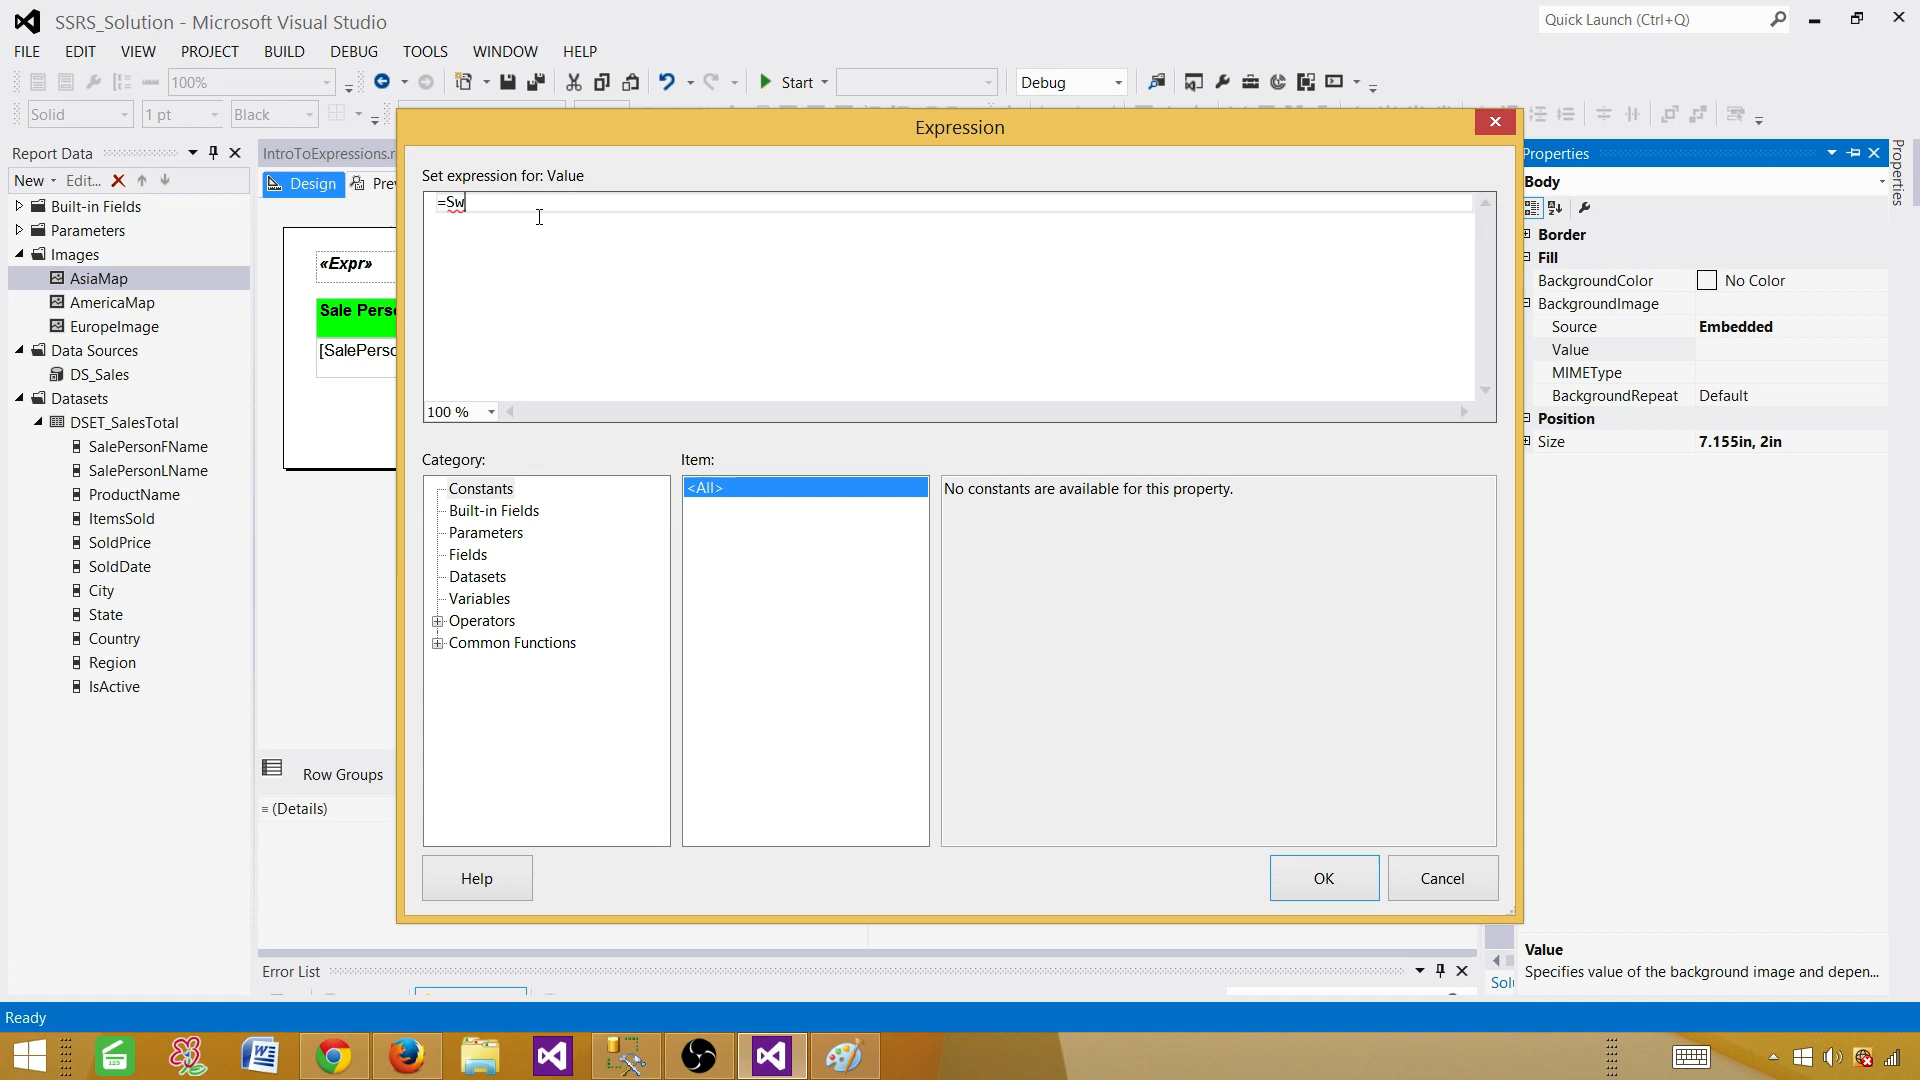 SSRS_Solution - Microsoft Visual Studio
Quick Launch (Ctrl+Q)
FILE EDIT VIEW PROJECT BUILD DEBUG TOOLS WINDOW HELP
100%
Start
Debug
Solid
1 pt
Black
Report Data
New Edit...
Built-in Fields
Parameters
Images
AsiaMap
AmericaMap
EuropeImage
Data Sources
DS_Sales
Datasets
DSET_SalesTotal
SalePersonFName
SalePersonLName
ProductName
ItemsSold
SoldPrice
SoldDate
City
State
Country
Region
IsActive
IntroToExpressions.r
Design
Pre
«Expr»
Sale Pers
[SalePerso
Row Groups
(Details)
Expression
Set expression for: Value
=Sw
100 %
Category:
Constants
Built-in Fields
Parameters
Fields
Datasets
Variables
Operators
Common Functions
Item:
<All>
No constants are available for this property.
Help
OK
Cancel
Error List
Solu
Properties
Properties
Body
Border
Fill
BackgroundColor No Color
BackgroundImage
Source Embedded
Value
MIMEType
BackgroundRepeat Default
Position
Size 7.155in, 2in
Value
Specifies value of the background image and depen...
Ready